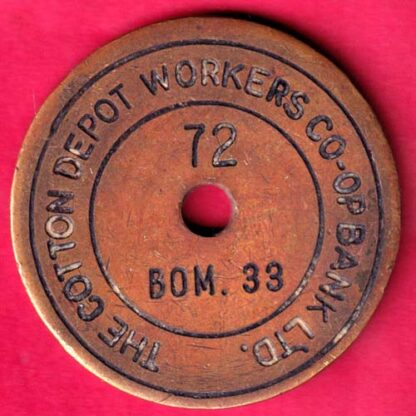 THE COTTON DEPOT WORKERS CO-OP BANK LTD.
72
BOM. 33